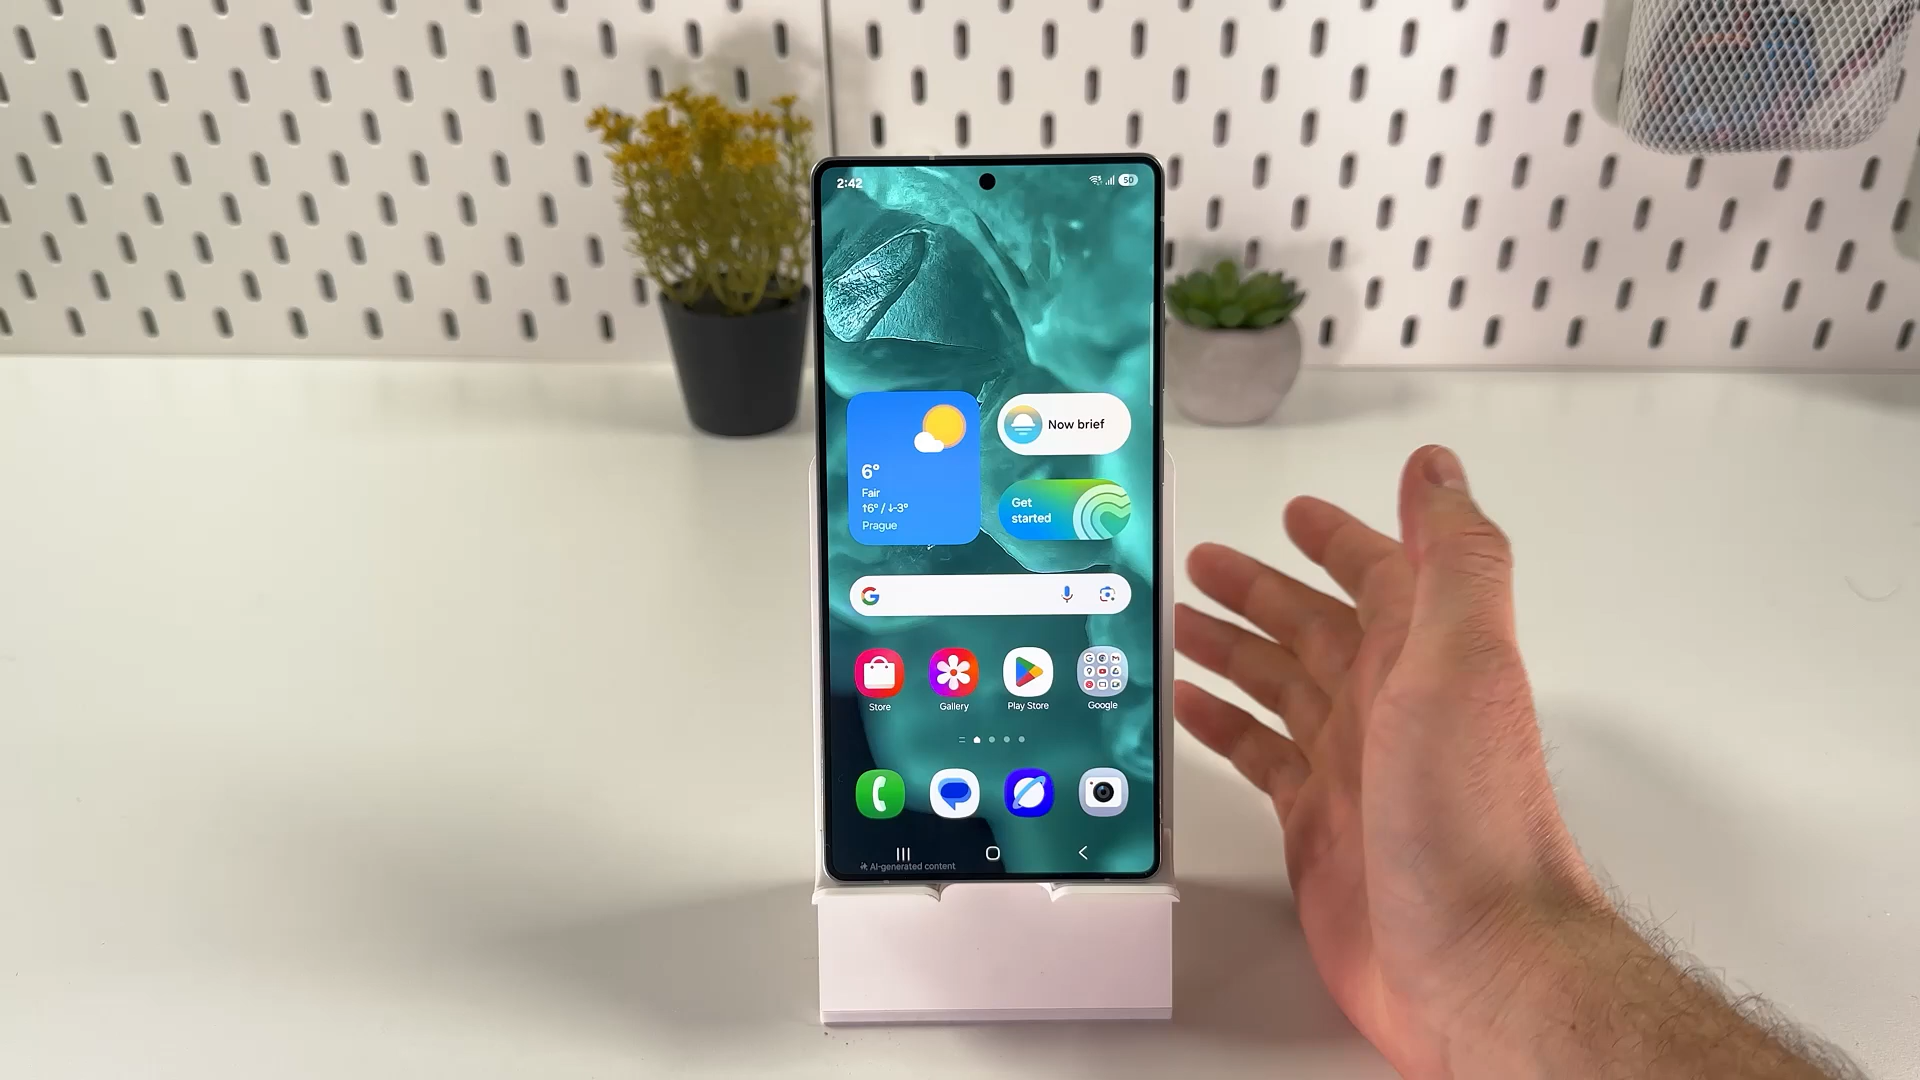 2:42
50
Now brief
6°
Fair
↑6° / ↓-3°
Prague
Get
started
Store
Gallery
Play Store
Google
AI-generated content